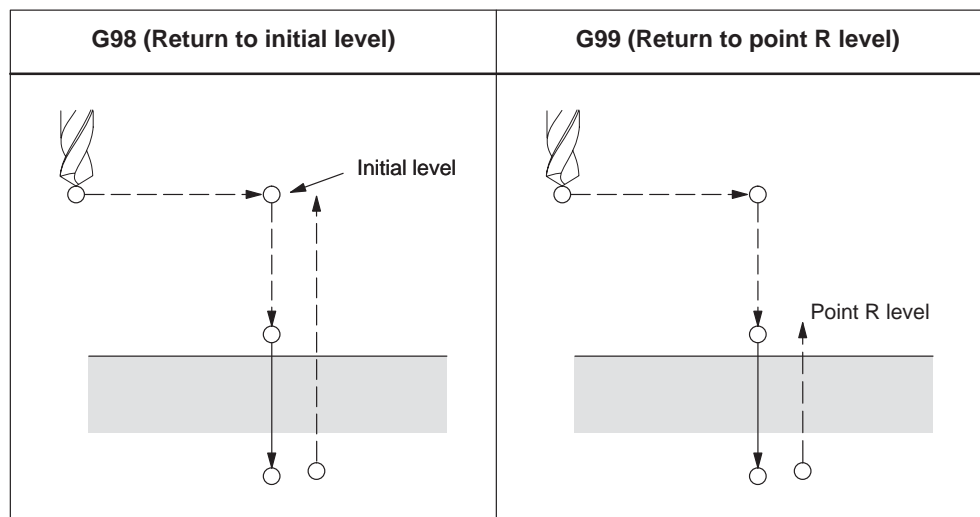 G98 (Return to initial level)
G99 (Return to point R level)
Initial level
Point R level